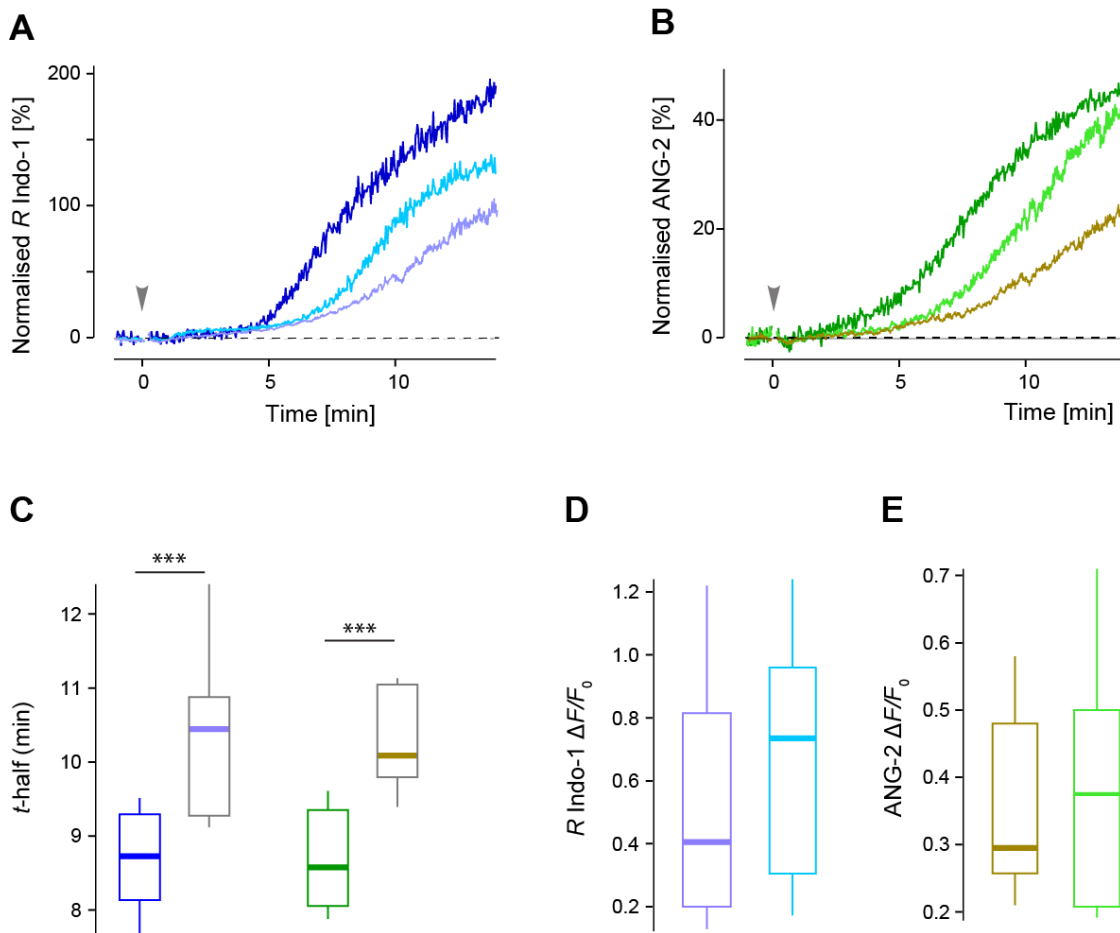 A
B
Normalised R Indo-1 [%]
200
100
0
0
5
10
Time [min]
Normalised ANG-2 [%]
40
20
0
0
5
10
Time [min]
C
D
E
t-half (min)
12
11
10
9
8
***
***
R Indo-1 ΔF/F0
1.2
1.0
0.8
0.6
0.4
0.2
ANG-2 ΔF/F0
0.7
0.6
0.5
0.4
0.3
0.2